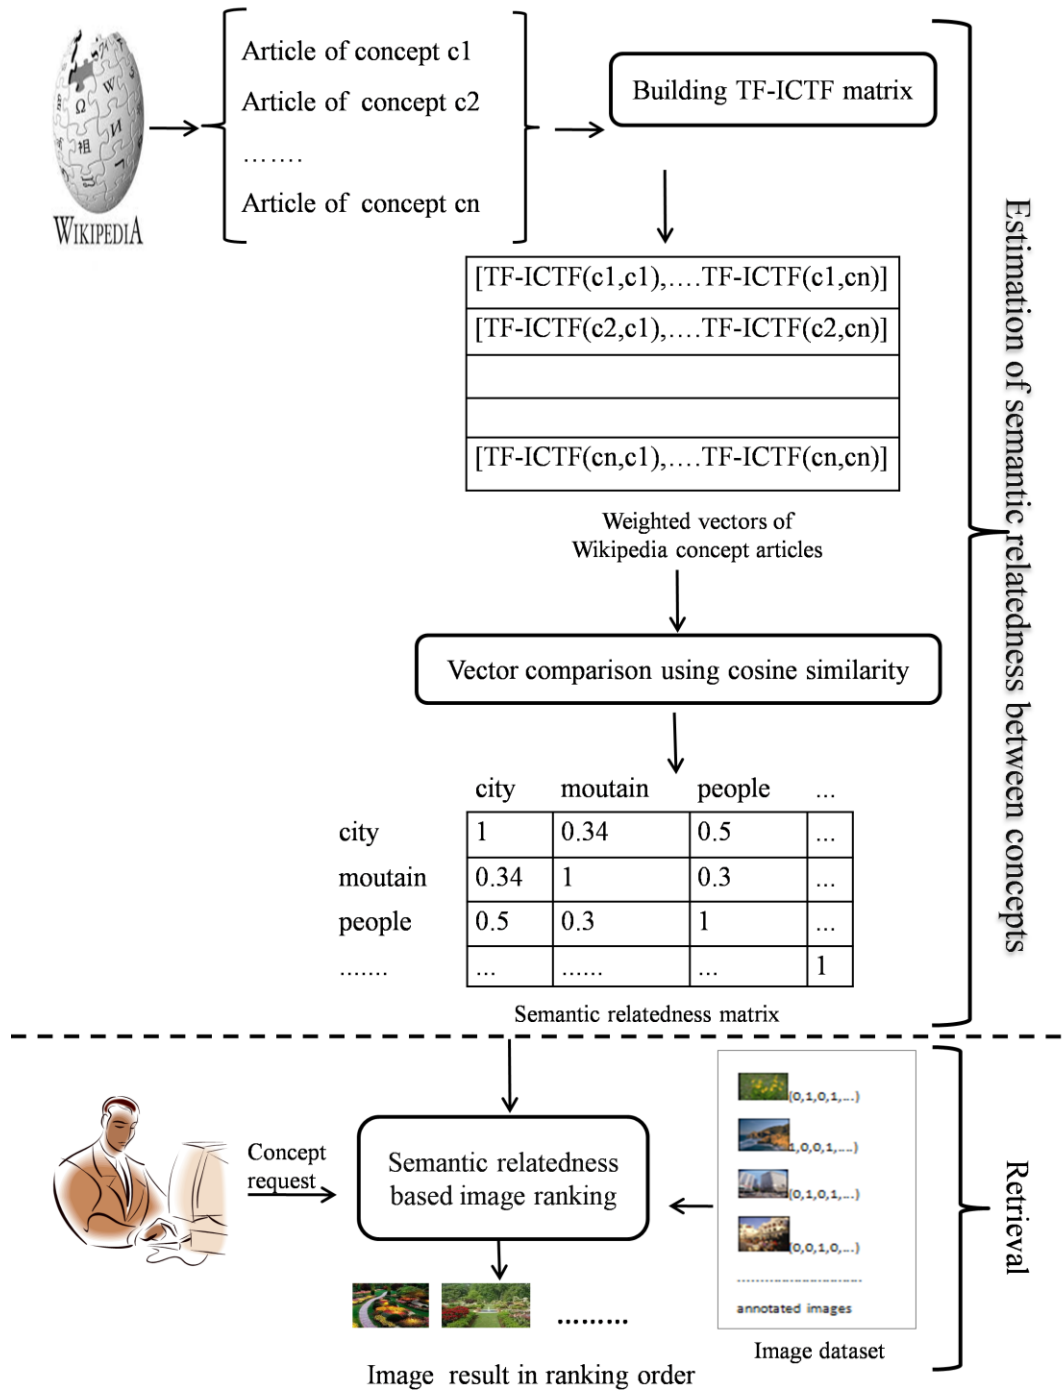 WIKIPEDIA
Article of concept c1
Article of concept c2
.......
Article of concept cn
Building TF-ICTF matrix
[TF-ICTF(c1,c1),....TF-ICTF(c1,cn)]
[TF-ICTF(c2,c1),....TF-ICTF(c2,cn)]
[TF-ICTF(cn,c1),....TF-ICTF(cn,cn)]
Weighted vectors of
Wikipedia concept articles
Vector comparison using cosine similarity
city moutain people ...
city 1 0.34 0.5 ...
moutain 0.34 1 0.3 ...
people 0.5 0.3 1 ...
....... ... ...... ... 1
Semantic relatedness matrix
Estimation of semantic relatedness between concepts
Concept
request
Semantic relatedness
based image ranking
(0,1,0,1,...)
1,0,0,1,....)
(0,1,0,1,...)
(0,0,1,0,...)
annotated images
Image dataset
.........
Image result in ranking order
Retrieval